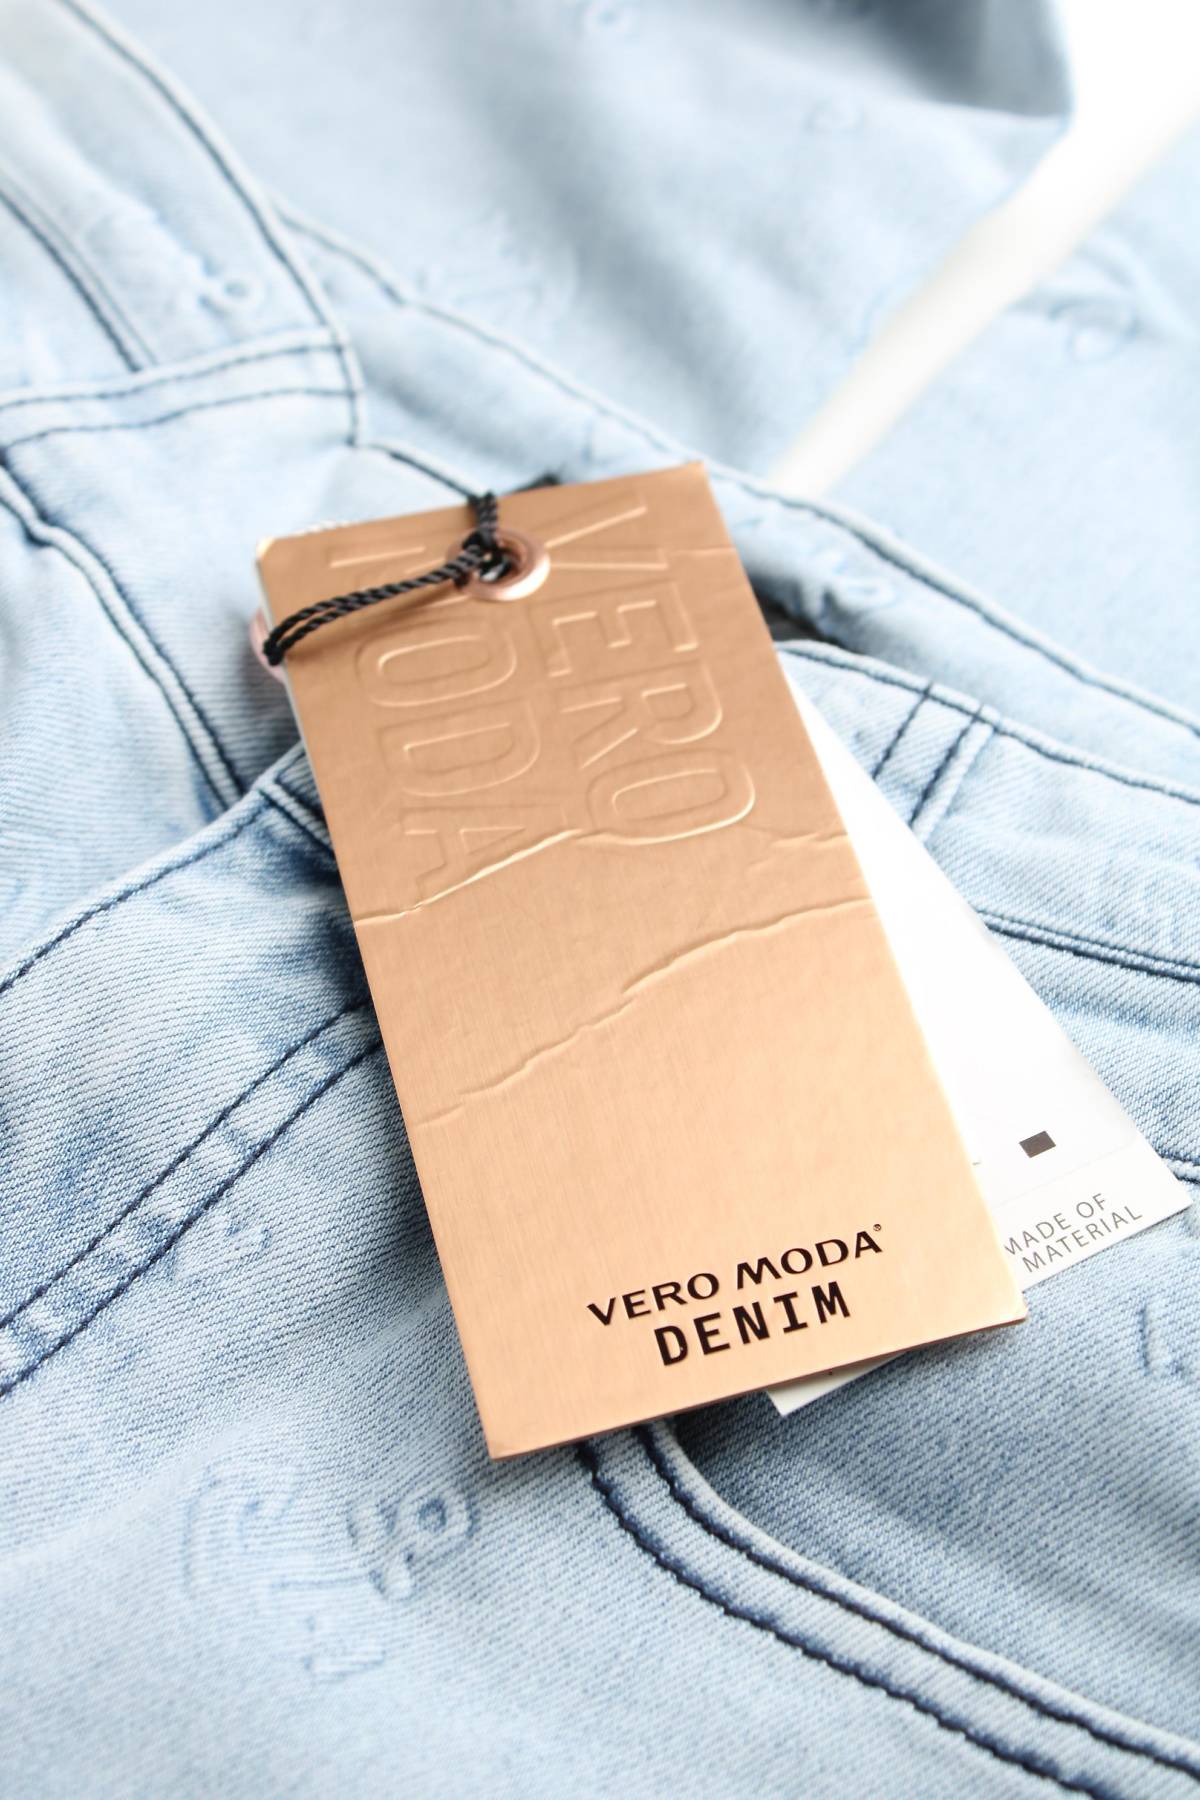 VERO
MODA
VERO MODA®
DENIM
MADE OF
MATERIAL